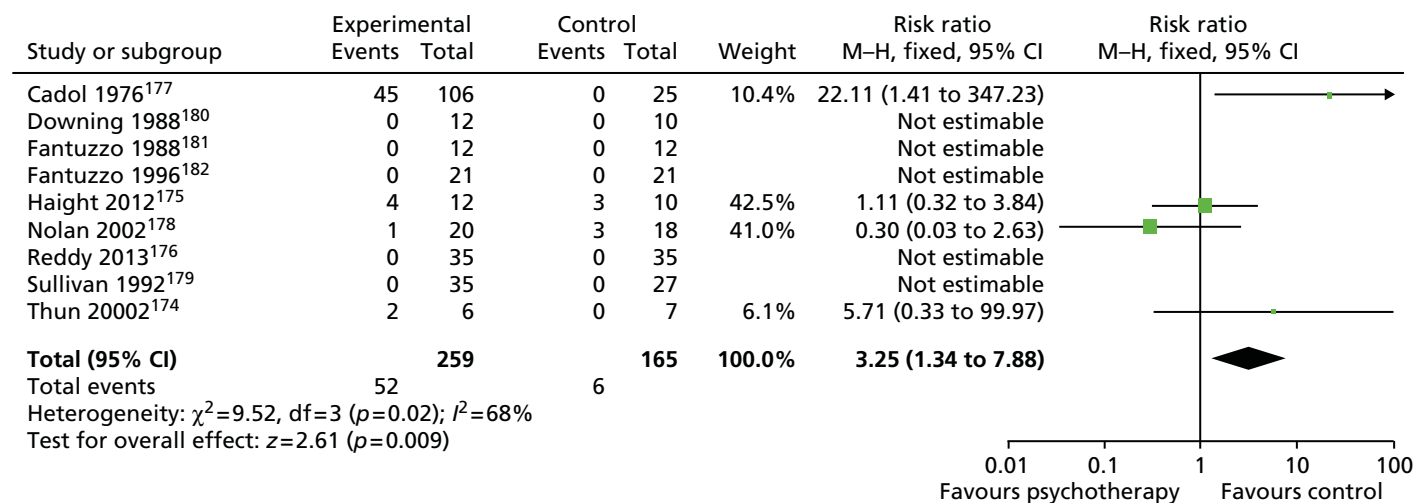 Experimental Control Risk ratio Risk ratio
Study or subgroup Events Total Events Total Weight M–H, fixed, 95% CI M–H, fixed, 95% CI
Cadol 1976177 45 106 0 25 10.4% 22.11 (1.41 to 347.23)
Downing 1988180 0 12 0 10 Not estimable
Fantuzzo 1988181 0 12 0 12 Not estimable
Fantuzzo 1996182 0 21 0 21 Not estimable
Haight 2012175 4 12 3 10 42.5% 1.11 (0.32 to 3.84)
Nolan 2002178 1 20 3 18 41.0% 0.30 (0.03 to 2.63)
Reddy 2013176 0 35 0 35 Not estimable
Sullivan 1992179 0 35 0 27 Not estimable
Thun 20002174 2 6 0 7 6.1% 5.71 (0.33 to 99.97)
Total (95% CI) 259 165 100.0% 3.25 (1.34 to 7.88)
Total events 52 6
Heterogeneity: χ2=9.52, df=3 (p=0.02); I2=68%
Test for overall effect: z=2.61 (p=0.009)
0.01 0.1 1 10 100
Favours psychotherapy Favours control